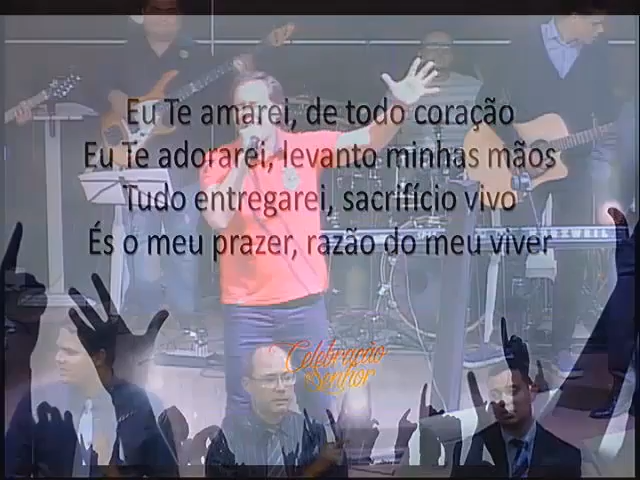 Eu Te amarei, de todo coração
Eu Te adorarei, levanto minhas mãos
Tudo entregarei, sacrifício vivo
És o meu prazer, razão do meu viver
Celebração
ao Senhor